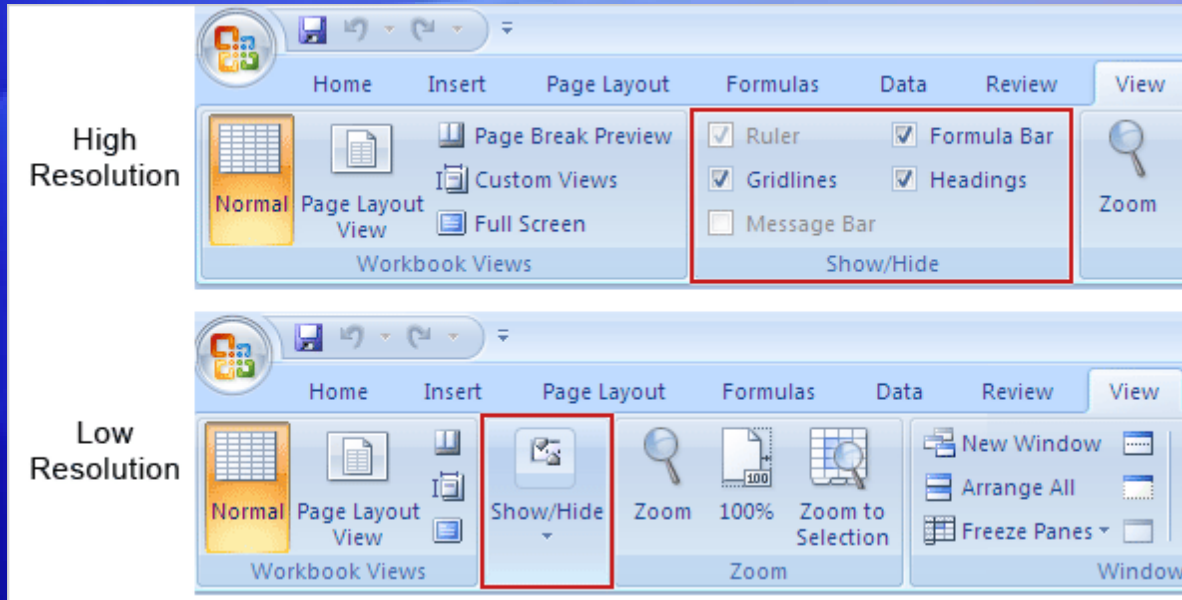 High
Resolution
Home Insert Page Layout Formulas Data Review View
Normal
Page Layout
View
Page Break Preview
Custom Views
Full Screen
Workbook Views
Ruler
Gridlines
Message Bar
Formula Bar
Headings
Show/Hide
Zoom
Low
Resolution
Home Insert Page Layout Formulas Data Review View
Normal
Page Layout
View
Workbook Views
Show/Hide
Zoom
100
100%
Zoom to
Selection
Zoom
New Window
Arrange All
Freeze Panes
Window